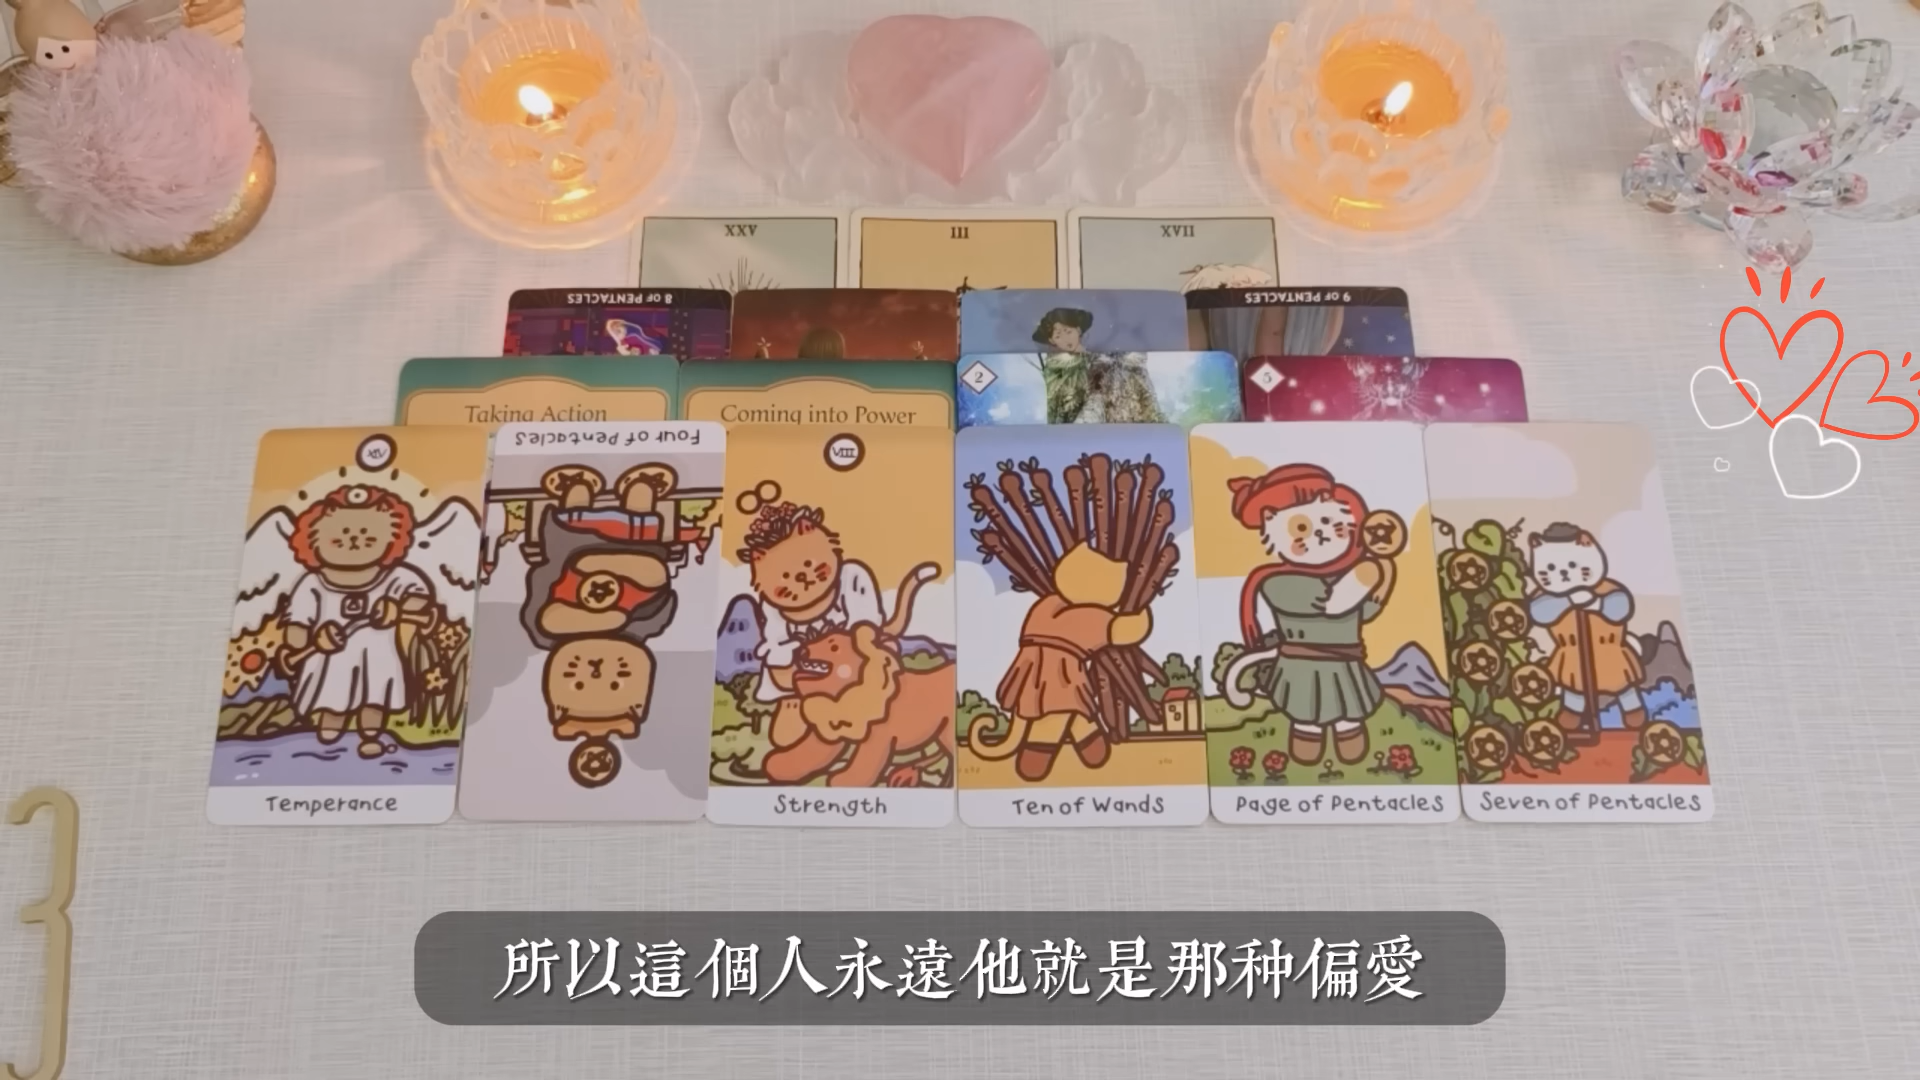 XXV
III
XVII
8 OF PENTACLES
9 OF PENTACLES
Taking Action
Coming into Power
2
5
XIV
Four of Pentacles
VIII
Temperance
Strength
Ten of Wands
Page of Pentacles
Seven of Pentacles
3
所以這個人永遠他就是那种偏愛